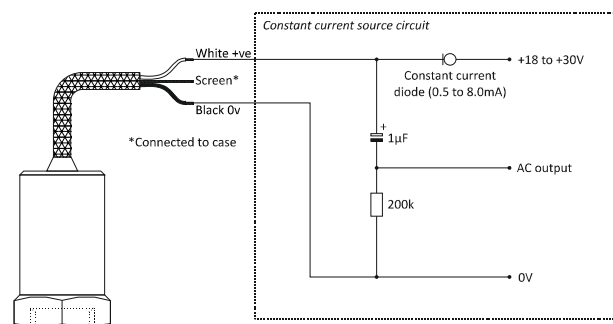 Constant current source circuit
White +ve
+18 to +30V
Screen*
Constant current
diode (0.5 to 8.0mA)
Black 0v
+
*Connected to case
1µF
AC output
200k
0V